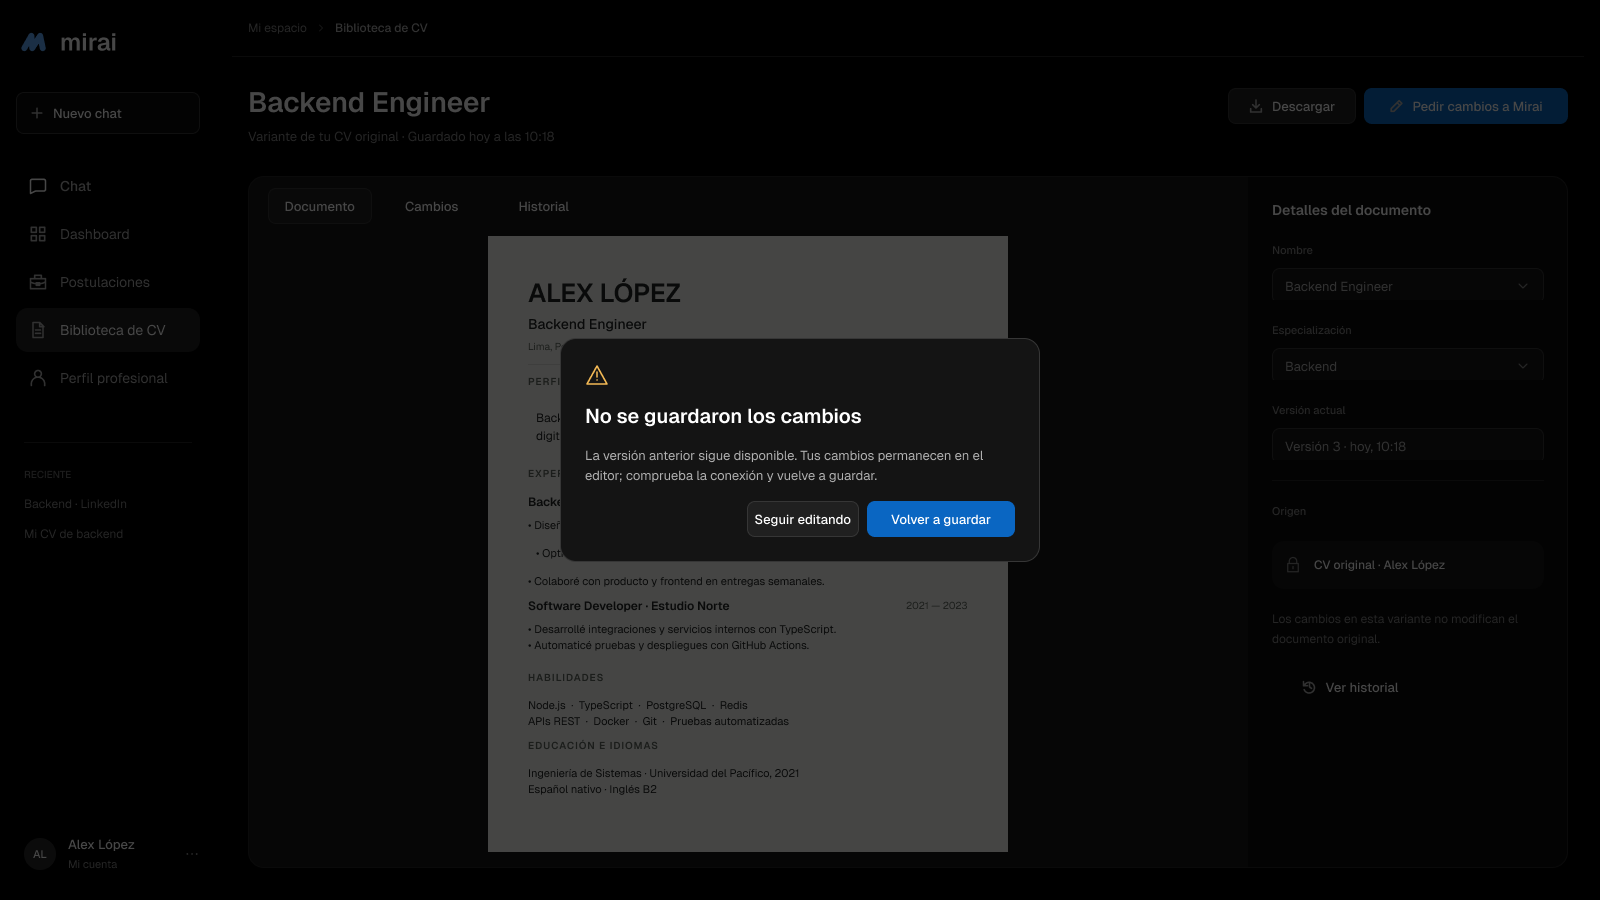 mirai
Nuevo chat
Chat
Dashboard
Postulaciones
Biblioteca de CV
Perfil profesional
RECIENTE
Backend · LinkedIn
Mi CV de backend
AL
Alex López
Mi cuenta
Mi espacio > Biblioteca de CV
Backend Engineer
Variante de tu CV original · Guardado hoy a las 10:18
Descargar
Pedir cambios a Mirai
Documento
Cambios
Historial
ALEX LÓPEZ
Backend Engineer
Lima, P
PERFI
Back
digit
EXPER
Backe
• Diseñ
• Opti
• Colaboré con producto y frontend en entregas semanales.
Software Developer · Estudio Norte 2021 — 2023
• Desarrollé integraciones y servicios internos con TypeScript.
• Automaticé pruebas y despliegues con GitHub Actions.
HABILIDADES
Node.js · TypeScript · PostgreSQL · Redis
APIs REST · Docker · Git · Pruebas automatizadas
EDUCACIÓN E IDIOMAS
Ingeniería de Sistemas · Universidad del Pacífico, 2021
Español nativo · Inglés B2
No se guardaron los cambios
La versión anterior sigue disponible. Tus cambios permanecen en el
editor; comprueba la conexión y vuelve a guardar.
Seguir editando
Volver a guardar
Detalles del documento
Nombre
Backend Engineer
Especialización
Backend
Versión actual
Versión 3 · hoy, 10:18
Origen
CV original · Alex López
Los cambios en esta variante no modifican el
documento original.
Ver historial